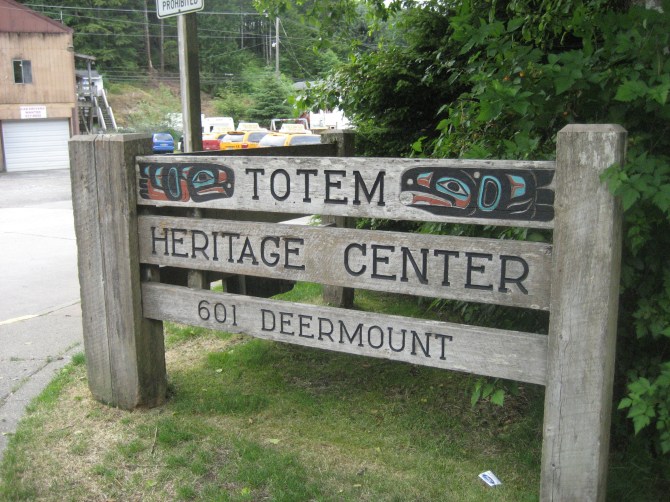 PROHIBITED
TOTEM
HERITAGE CENTER
601 DEERMOUNT